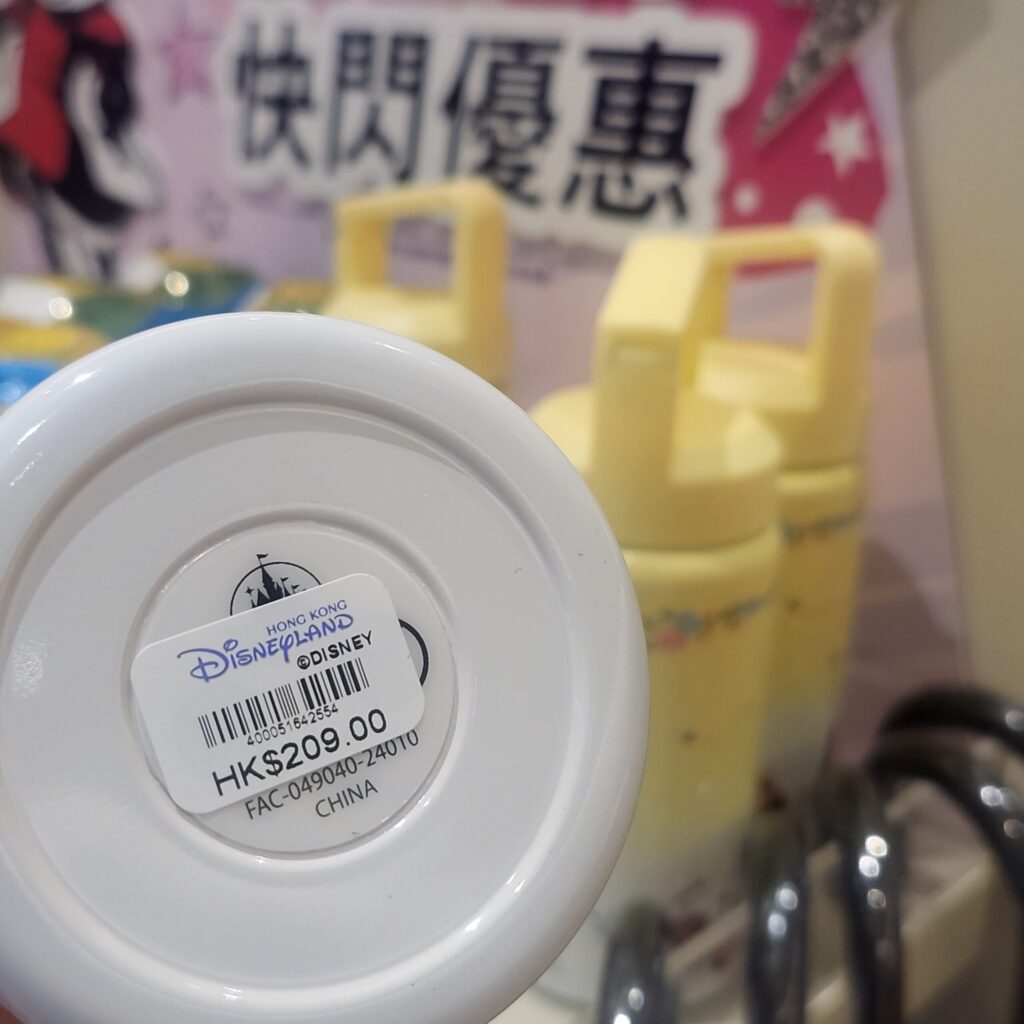 快閃優惠
HONG KONG
DISNEYLAND
©DISNEY
400051642554
HK$209.00
FAC-049040-24010
CHINA